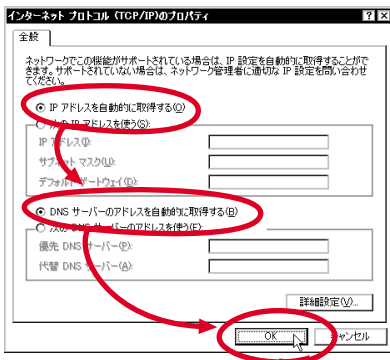 インターネット プロトコル (TCP/IP)のプロパティ
全般
ネットワークでこの機能がサポートされている場合は、IP 設定を自動的に取得することがで
きます。サポートされていない場合は、ネットワーク管理者に適切な IP 設定を問い合わせ
てください。
IP アドレスを自動的に取得する(O)
次の IP アドレスを使う(S):
IP アドレス(I):
サブネット マスク(U):
デフォルト ゲートウェイ(D):
DNS サーバーのアドレスを自動的に取得する(B)
次の DNS サーバーのアドレスを使う(E):
優先 DNS サーバー(P):
代替 DNS サーバー(A):
詳細設定(V)...
OK
キャンセル